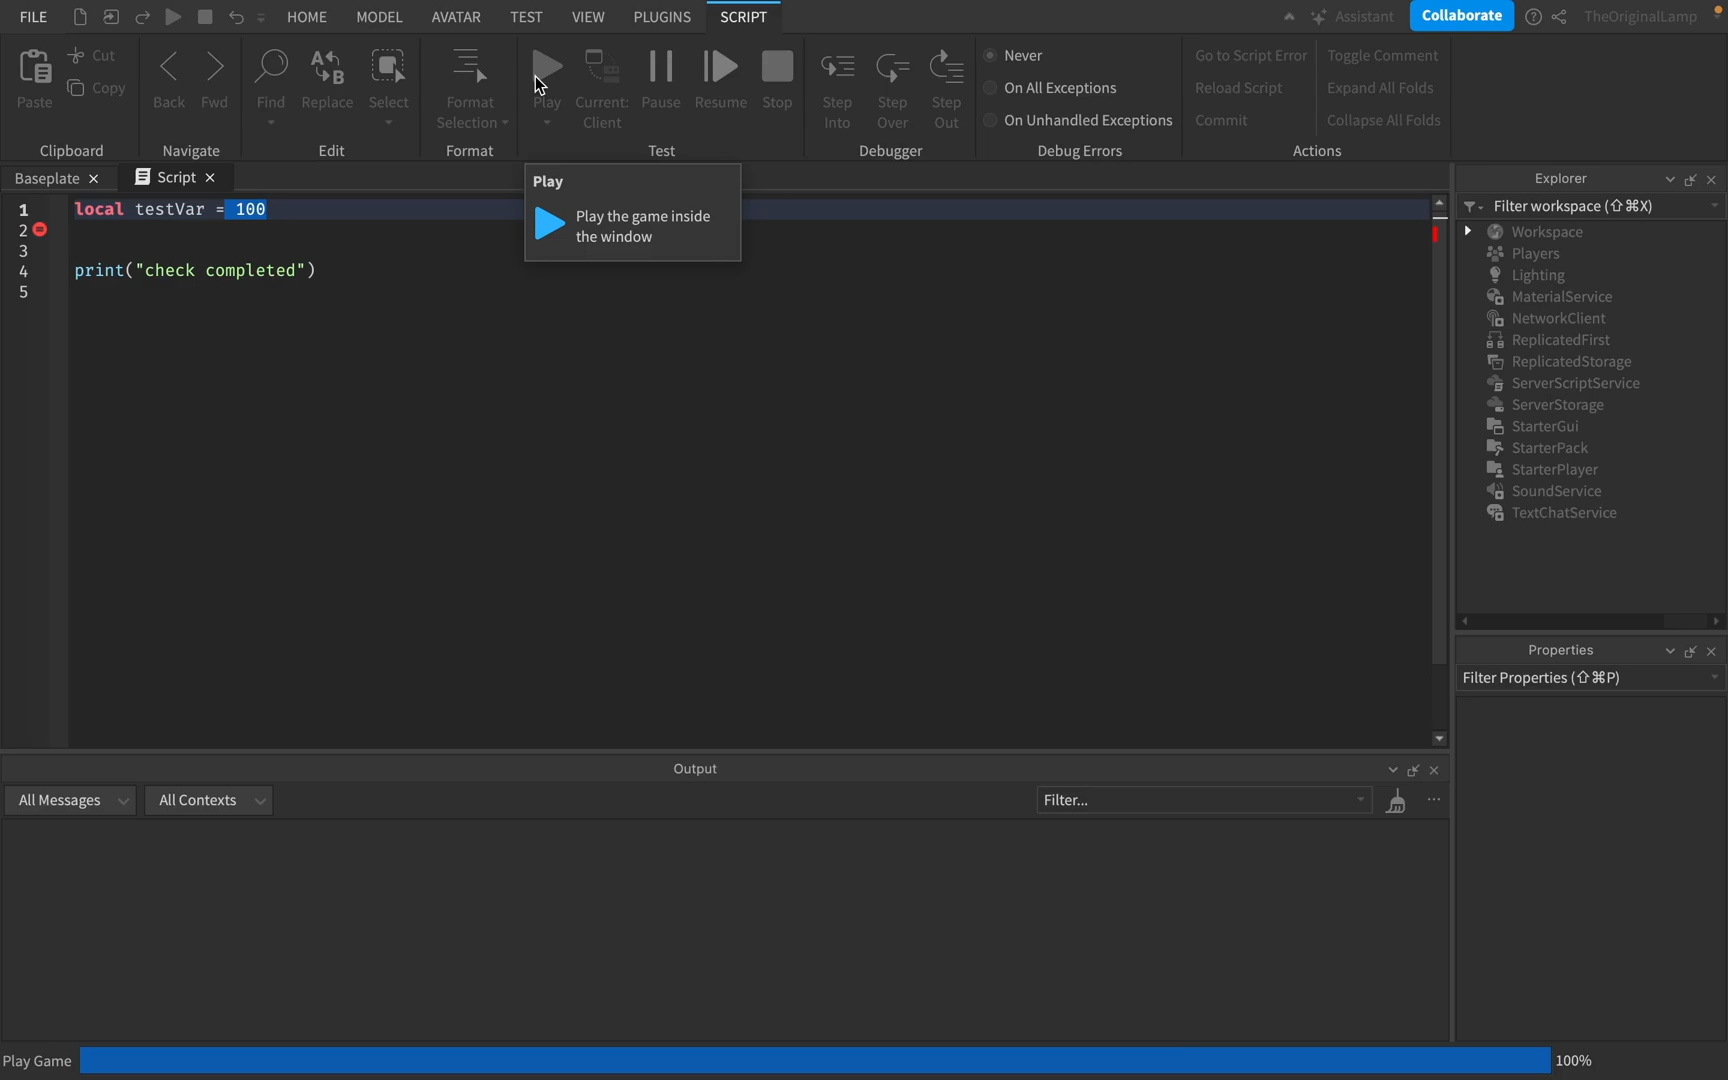 FILE HOME MODEL AVATAR TEST VIEW PLUGINS SCRIPT Assistant Collaborate TheOriginalLamp
Paste Cut Copy
Clipboard
Back Fwd
Navigate
Find Replace Select
Edit
Format
Selection
Format
Play Current: Client Pause Resume Stop
Test
Step Into Step Over Step Out
Debugger
Never
On All Exceptions
On Unhandled Exceptions
Debug Errors
Go to Script Error Toggle Comment
Reload Script Expand All Folds
Commit Collapse All Folds
Actions
Baseplate Script
Play
Play the game inside
the window
1 local testVar = 100
2
3
4 print("check completed")
5
Explorer
Filter workspace (⇧⌘X)
Workspace
Players
Lighting
MaterialService
NetworkClient
ReplicatedFirst
ReplicatedStorage
ServerScriptService
ServerStorage
StarterGui
StarterPack
StarterPlayer
SoundService
TextChatService
Properties
Filter Properties (⇧⌘P)
Output
All Messages All Contexts Filter...
Play Game 100%